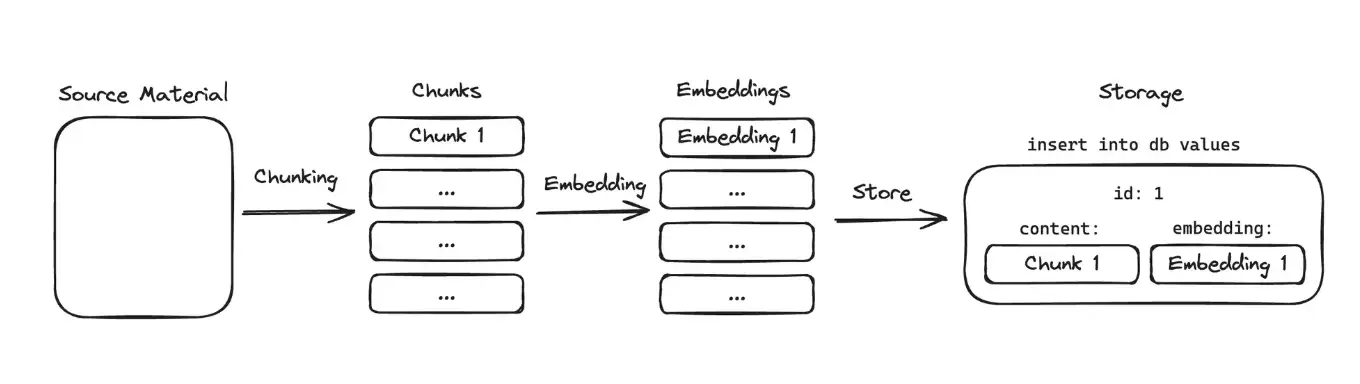 Source Material
Chunking
Chunks
Chunk 1
...
...
...
Embedding
Embeddings
Embedding 1
...
...
...
Store
Storage
insert into db values
id: 1
content:
Chunk 1
embedding:
Embedding 1